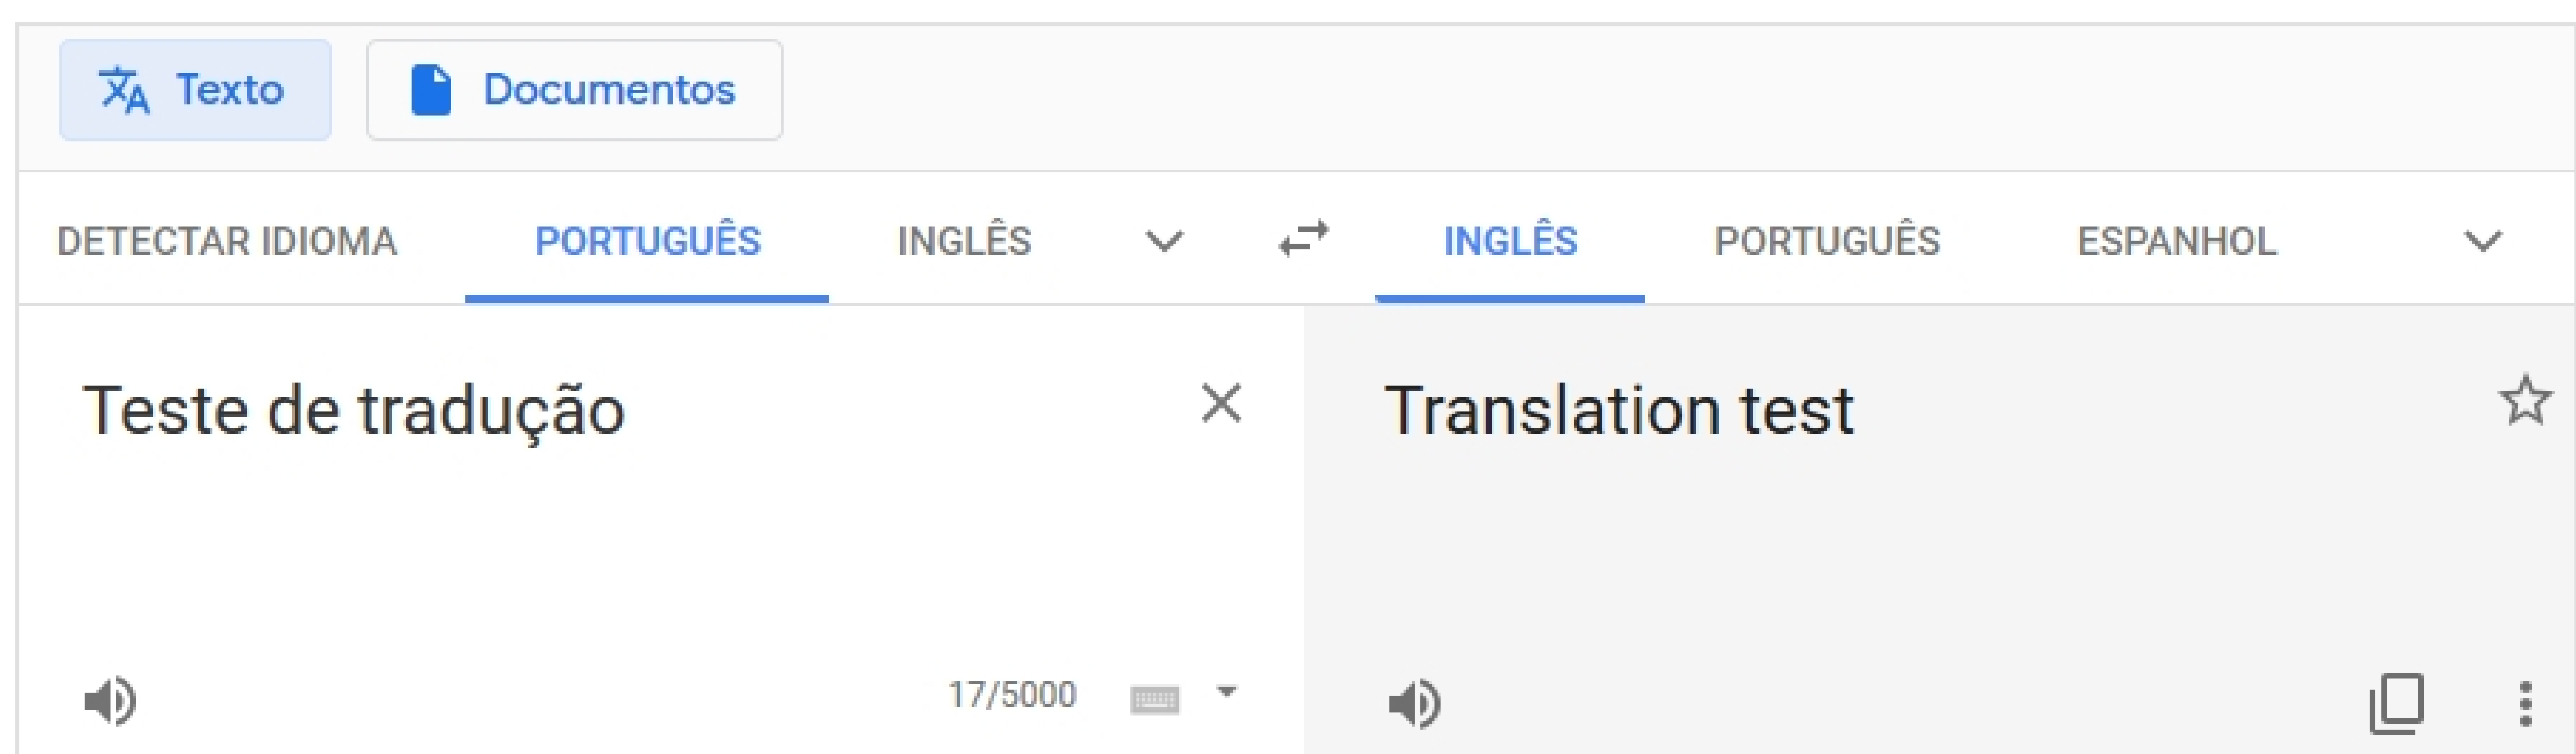 Texto Documentos
DETECTAR IDIOMA PORTUGUÊS INGLÊS INGLÊS PORTUGUÊS ESPANHOL
Teste de tradução Translation test
17/5000